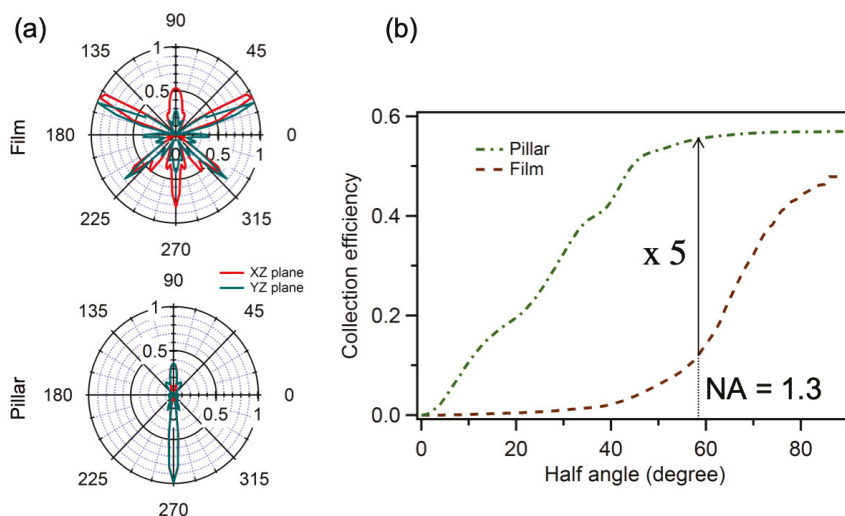 (a)
90
135
45
1
0.5
Film
180
0
0
0.5
1
225
315
270
XZ plane
YZ plane
90
135
45
1
0.5
Pillar
180
0
0.5
1
225
315
270
(b)
0.6
0.4
0.2
0.0
Collection efficiency
Pillar
Film
x 5
NA = 1.3
0
20
40
60
80
Half angle (degree)